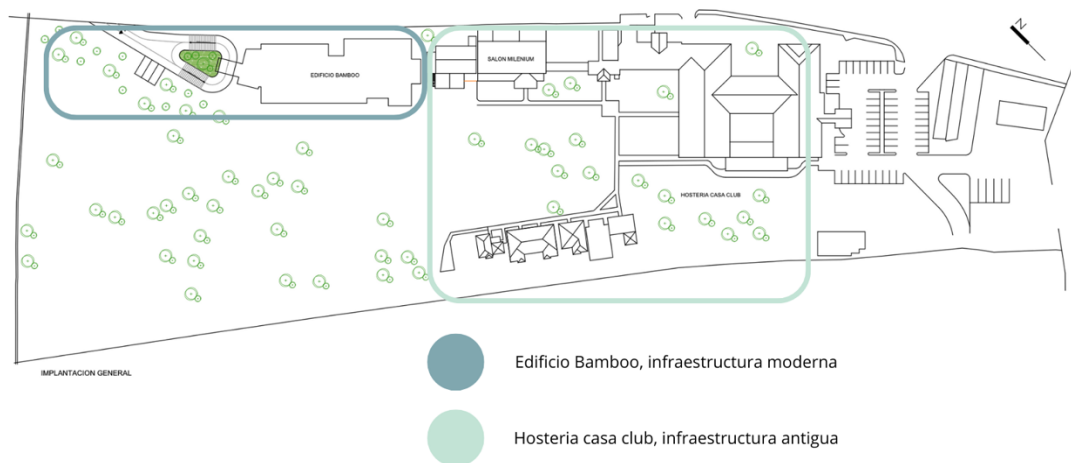 N
EDIFICIO BAMBOO
SALON MILENIUM
HOSTERIA CASA CLUB
IMPLANTACION GENERAL
Edificio Bamboo, infraestructura moderna
Hosteria casa club, infraestructura antigua